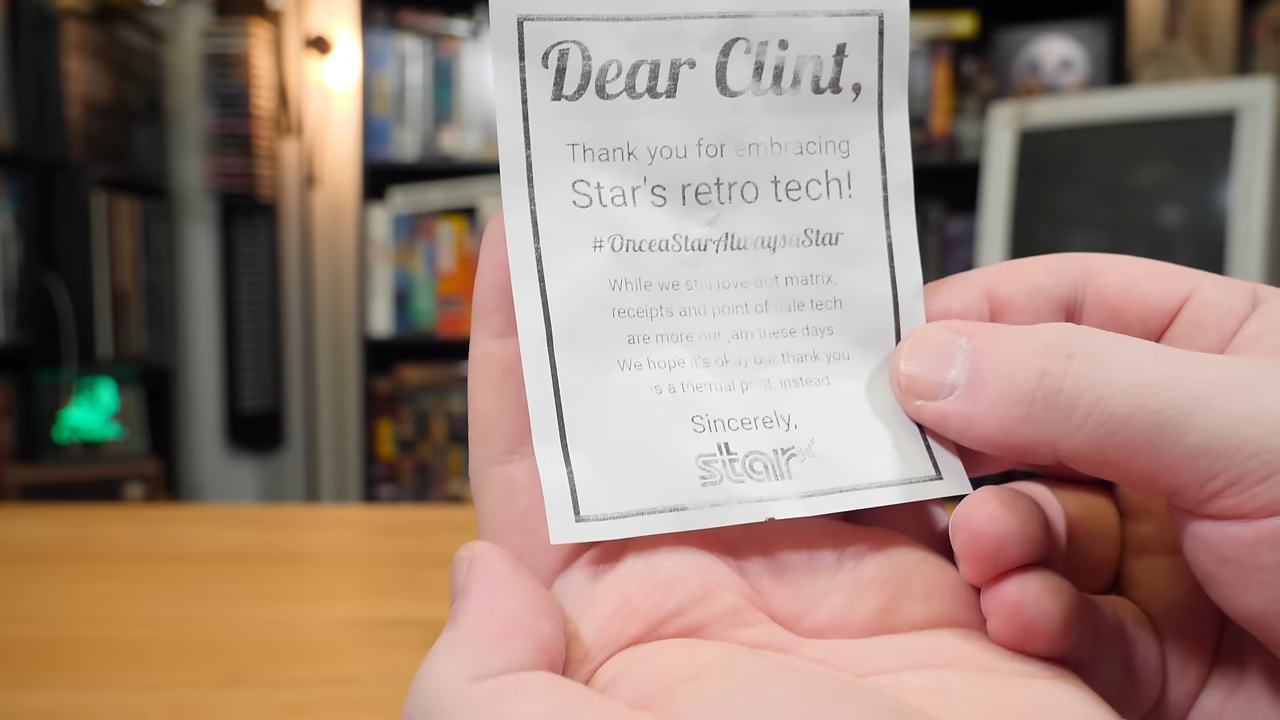 Dear Clint,
Thank you for embracing
Star's retro tech!
#OnceaStarAlwaysaStar
While we still love dot matrix,
receipts and point of sale tech
are more our jam these days
We hope it's okay our thank you
is a thermal print, instead
Sincerely,
star